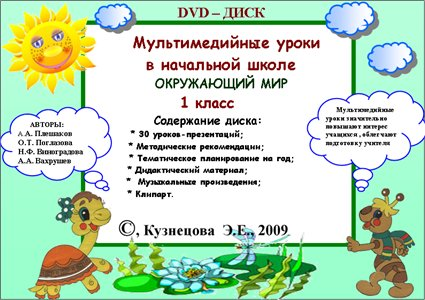 DVD – ДИСК
Мультимедийные уроки
в начальной школе
ОКРУЖАЮЩИЙ МИР
1 класс
Содержание диска:
* 30 уроков-презентаций;
* Методические рекомендации;
* Тематическое планирование на год;
* Дидактический материал;
* Музыкальные произведения;
* Клипарт.
АВТОРЫ:
А.А. Плешаков
О.Т. Поглазова
Н.Ф. Виноградова
А.А. Вахрушев
Мультимедийные
уроки значительно
повышают интерес
учащихся, облегчают
подготовку учителя
©, Кузнецова Э.Е., 2009